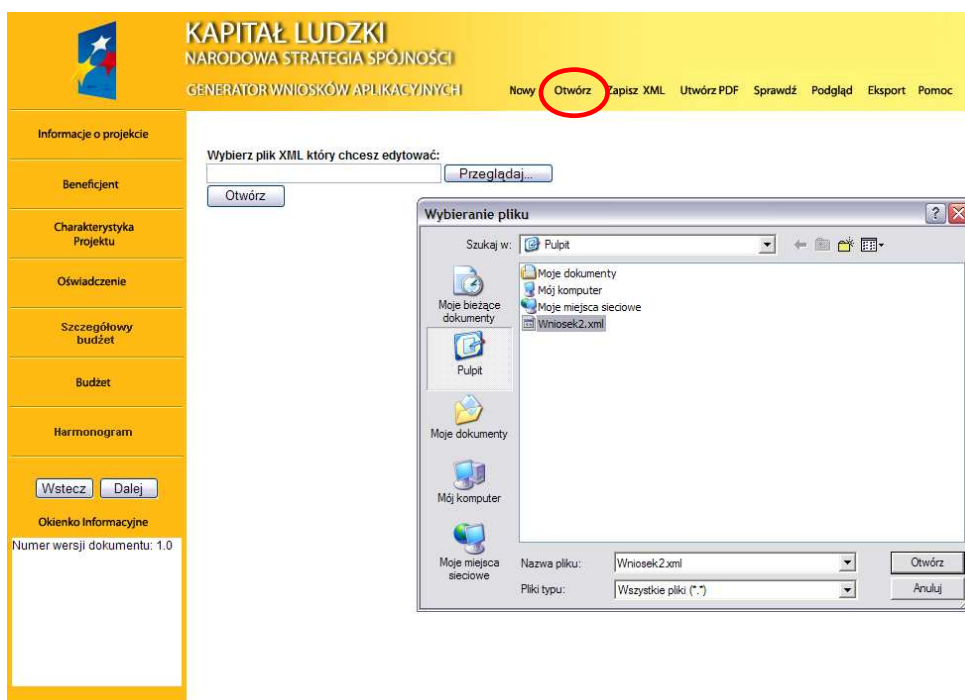 KAPITAŁ LUDZKI
NARODOWA STRATEGIA SPÓJNOŚCI
GENERATOR WNIOSKÓW APLIKACYJNYCH
Nowy Otwórz Zapisz XML Utwórz PDF Sprawdź Podgląd Eksport Pomoc
Informacje o projekcie
Beneficjent
Charakterystyka
Projektu
Oświadczenie
Szczegółowy
budżet
Budżet
Harmonogram
Wstecz Dalej
Okienko Informacyjne
Numer wersji dokumentu: 1.0
Wybierz plik XML który chcesz edytować:
Przeglądaj...
Otwórz
Wybieranie pliku
Szukaj w: Pulpit
Moje bieżące
dokumenty
Pulpit
Moje dokumenty
Mój komputer
Moje miejsca
sieciowe
Moje dokumenty
Mój komputer
Moje miejsca sieciowe
Wniosek2.xml
Nazwa pliku: Wniosek2.xml Otwórz
Pliki typu: Wszystkie pliki (*.*) Anuluj